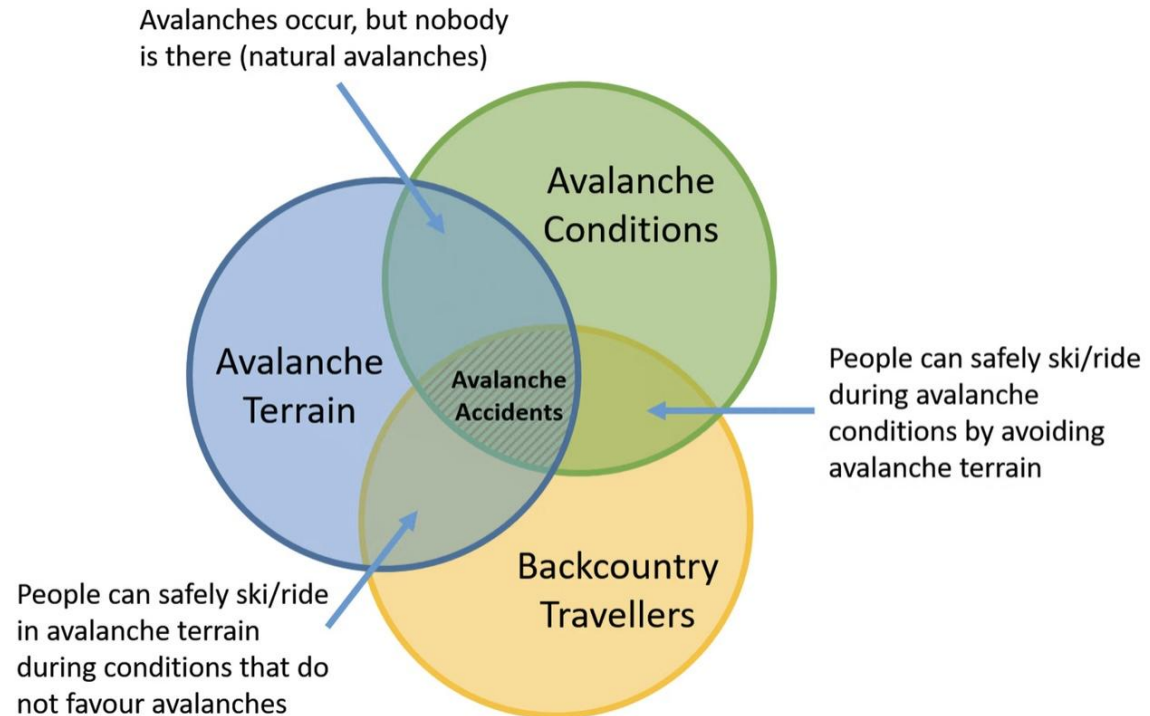 Avalanches occur, but nobody
is there (natural avalanches)
Avalanche
Conditions
Avalanche
Terrain
Avalanche
Accidents
People can safely ski/ride
during avalanche
conditions by avoiding
avalanche terrain
Backcountry
Travellers
People can safely ski/ride
in avalanche terrain
during conditions that do
not favour avalanches